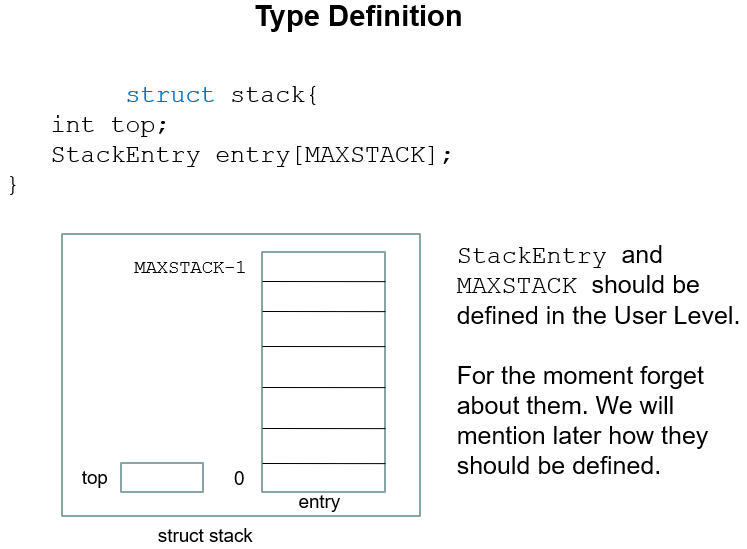 Type Definition
struct stack{
int top;
StackEntry entry[MAXSTACK];
}
MAXSTACK-1
top
0
entry
struct stack
StackEntry and
MAXSTACK should be
defined in the User Level.
For the moment forget
about them. We will
mention later how they
should be defined.